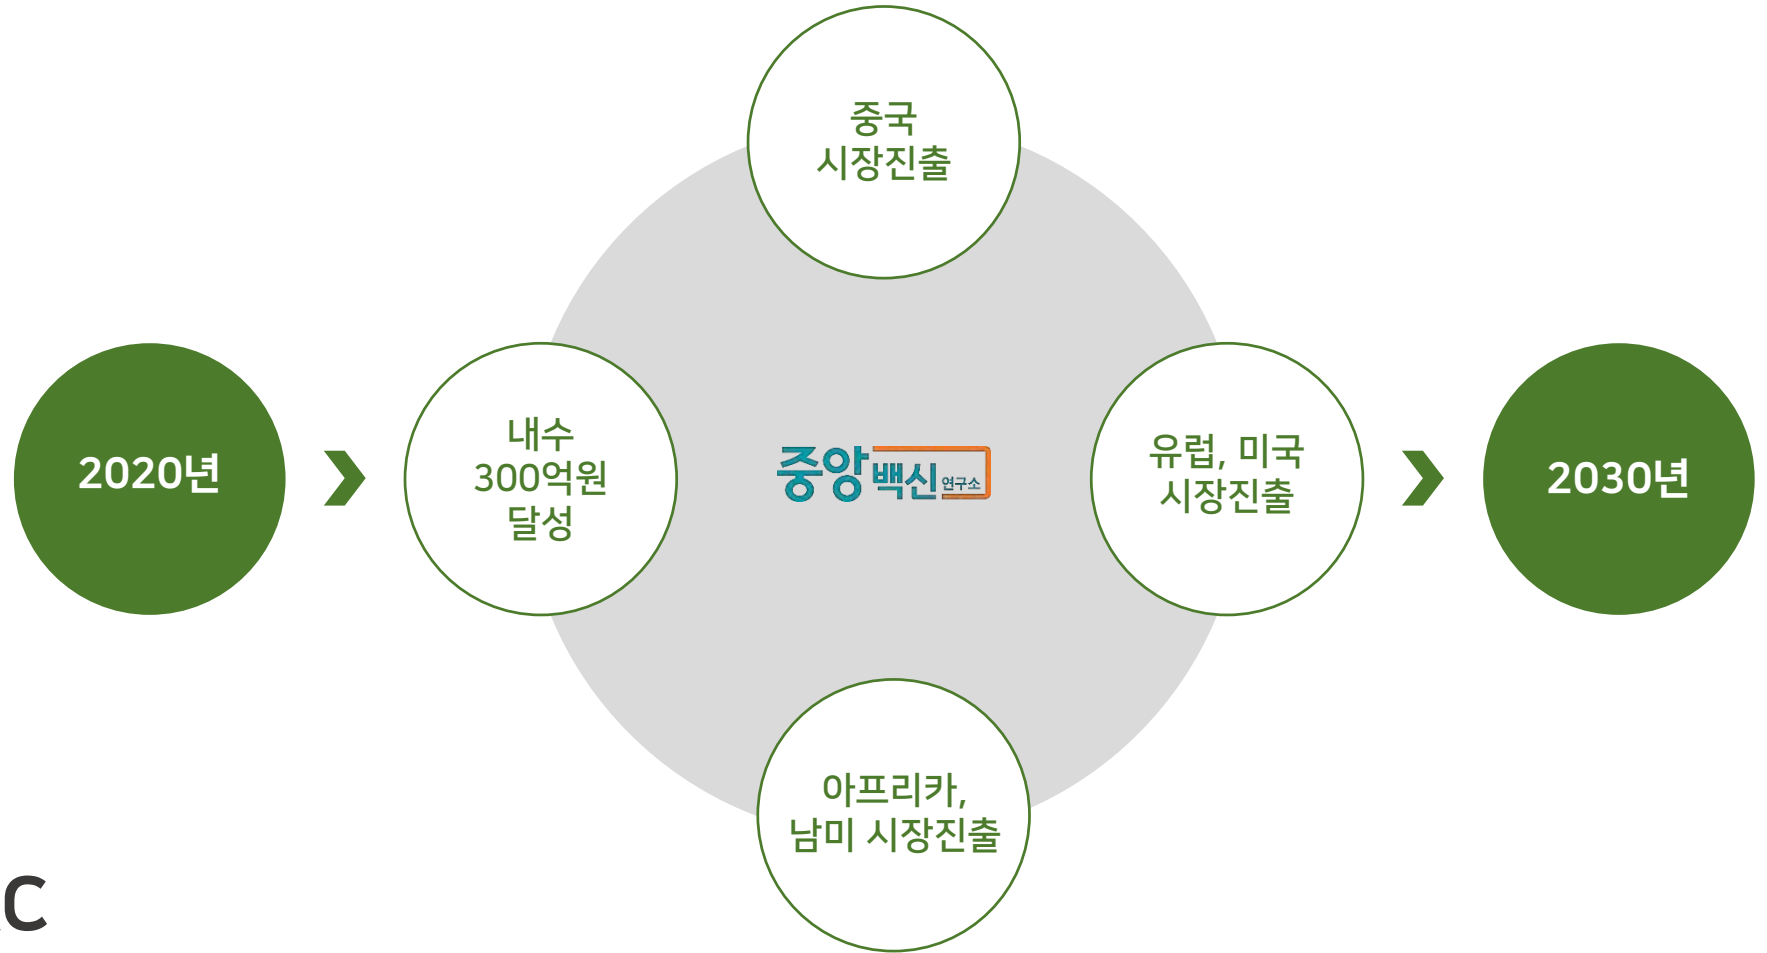 중국
시장진출
2020년
내수
300억원
달성
중앙백신연구소
유럽, 미국
시장진출
2030년
아프리카,
남미 시장진출
C